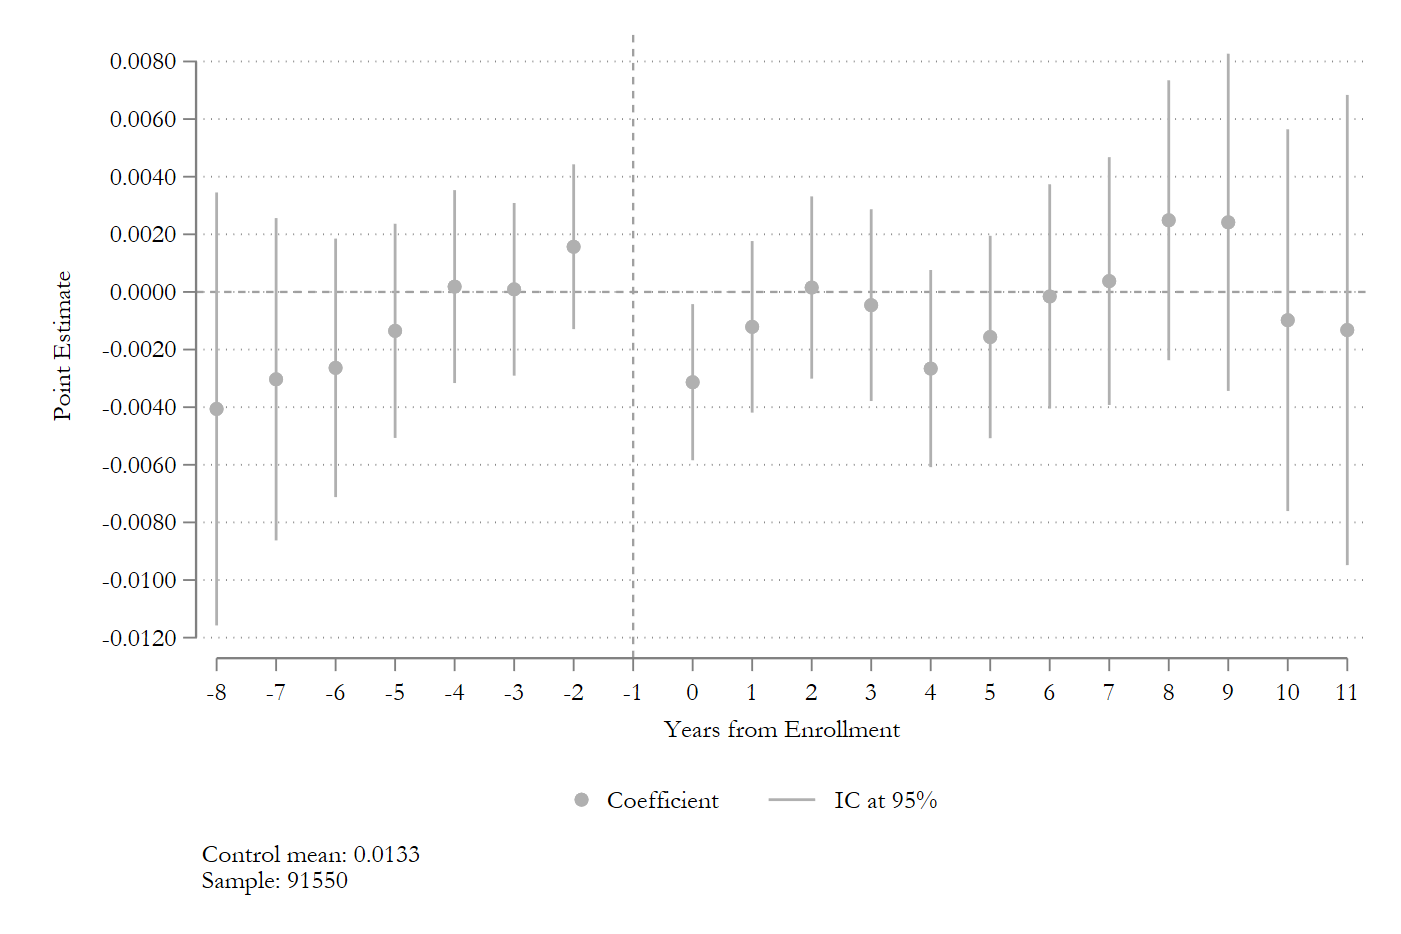 0.0080
0.0060
0.0040
0.0020
0.0000
-0.0020
-0.0040
-0.0060
-0.0080
-0.0100
-0.0120
Point Estimate
-8 -7 -6 -5 -4 -3 -2 -1 0 1 2 3 4 5 6 7 8 9 10 11
Years from Enrollment
Coefficient IC at 95%
Control mean: 0.0133
Sample: 91550